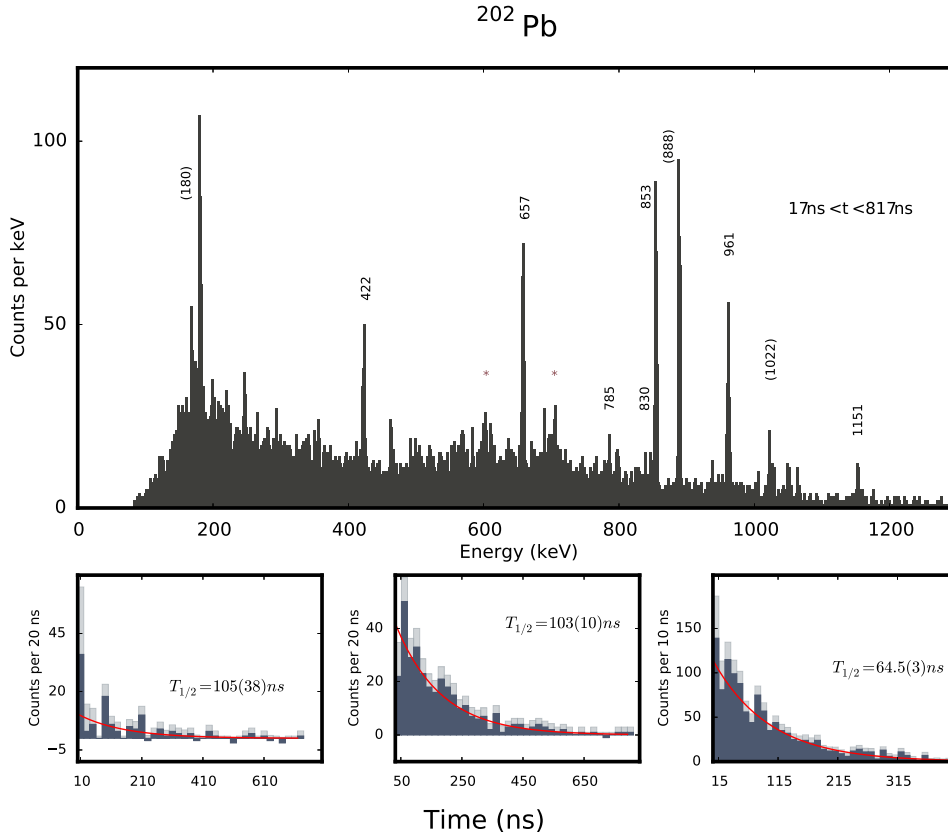 ²⁰² Pb
Counts per keV
100
50
0
(180)
422
657
*
*
785
830
853
(888)
961
(1022)
1151
17ns<t<817ns
0 200 400 600 800 1000 1200
Energy (keV)
Counts per 20 ns
45
20
−5
T₁/₂=105(38)ns
10 210 410 610
Counts per 20 ns
40
20
0
T₁/₂=103(10)ns
50 250 450 650
Counts per 10 ns
150
100
50
0
T₁/₂=64.5(3)ns
15 115 215 315
Time (ns)